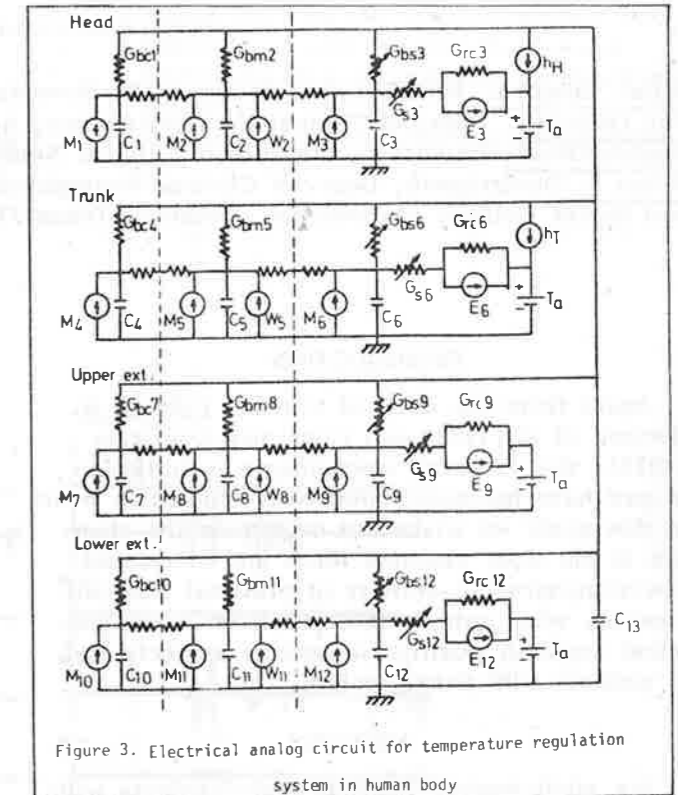 Head
Gbc1 Gbm2 Gbs3 Grc3 hH
Gs3 E3 + Ta
M1 C1 M2 C2 W2 M3 C3 -
Trunk
Gbc4 Gbm5 Gbs6 Grc6 hT
Gs6 E6 + Ta
M4 C4 M5 C5 W5 M6 C6 -
Upper ext.
Gbc7 Gbm8 Gbs9 Grc9
Gs9 E9 + Ta
M7 C7 M8 C8 W8 M9 C9 -
Lower ext.
Gbc10 Gbm11 Gbs12 Grc12
Gs12 E12 + Ta C13
M10 C10 M11 C11 W11 M12 C12 -
Figure 3. Electrical analog circuit for temperature regulation
system in human body